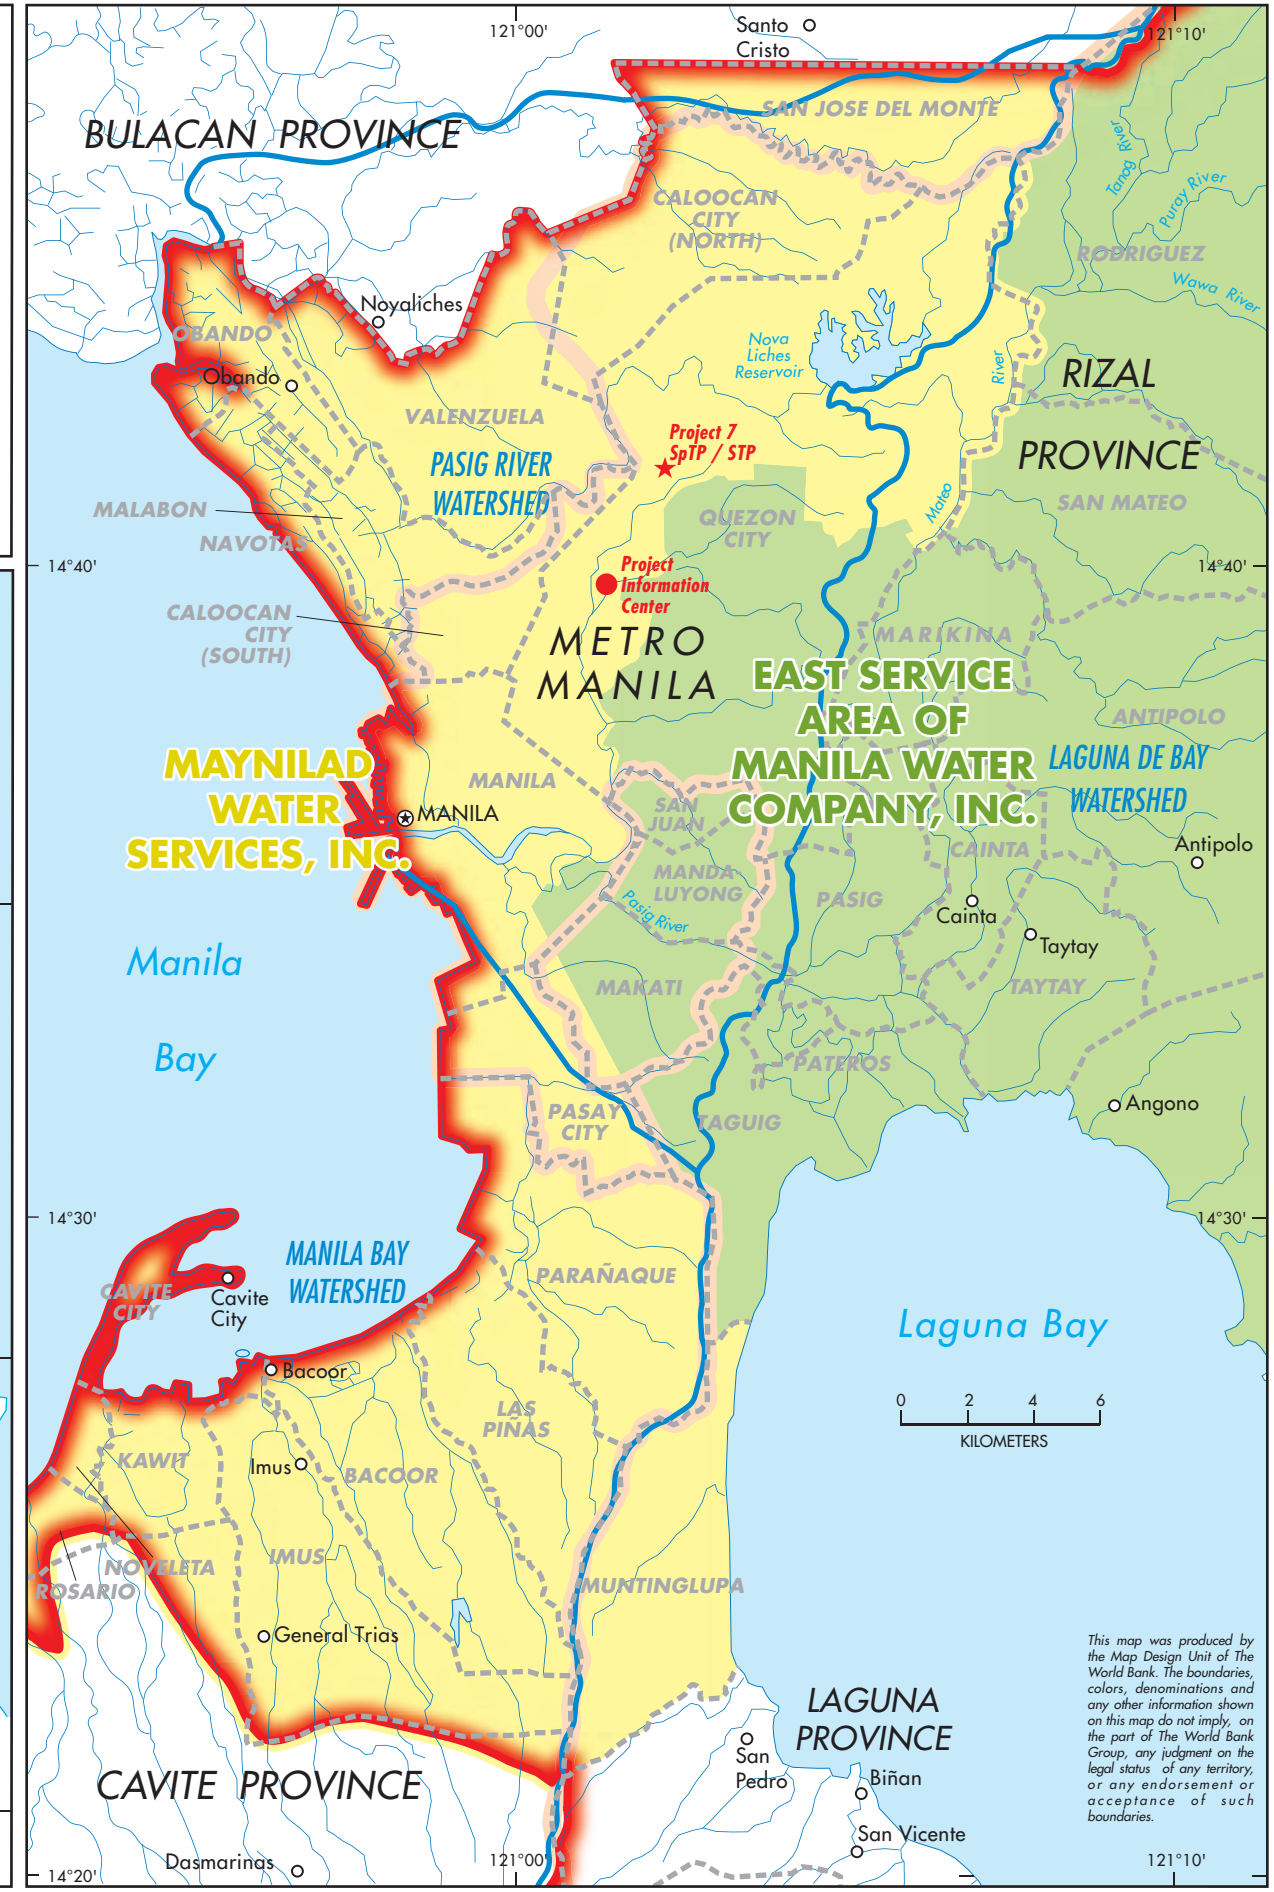 121°00'
Santo
Cristo
121°10'
BULACAN PROVINCE
SAN JOSE DEL MONTE
Tanog River
Puray River
CALOOCAN
CITY
(NORTH)
RODRIGUEZ
Wawa River
Noyaliches
OBANDO
Obando
Nova
Liches
Reservoir
River
Mateo
RIZAL
PROVINCE
VALENZUELA
Project 7
SpTP / STP
PASIG RIVER
WATERSHED
SAN MATEO
MALABON
NAVOTAS
QUEZON
CITY
14°40'
14°40'
Project
Information
Center
CALOOCAN
CITY
(SOUTH)
METRO
MANILA
MARIKINA
EAST SERVICE
AREA OF
MANILA WATER
COMPANY, INC.
ANTIPOLO
LAGUNA DE BAY
WATERSHED
MAYNILAD
WATER
SERVICES, INC.
MANILA
MANILA
SAN
JUAN
CAINTA
Antipolo
MANDA
LUYONG
PASIG
Pasig River
Cainta
Taytay
Manila
Bay
MAKATI
TAYTAY
PATEROS
Angono
PASAY
CITY
TAGUIG
14°30'
14°30'
MANILA BAY
WATERSHED
PARAÑAQUE
CAVITE
CITY
Cavite
City
Laguna Bay
Bacoor
0 2 4 6
KILOMETERS
LAS
PIÑAS
KAWIT
Imus
BACOOR
IMUS
NOVELETA
ROSARIO
MUNTINGLUPA
General Trias
This map was produced by
the Map Design Unit of The
World Bank. The boundaries,
colors, denominations and
any other information shown
on this map do not imply, on
the part of The World Bank
Group, any judgment on the
legal status of any territory,
or any endorsement or
acceptance of such
boundaries.
LAGUNA
PROVINCE
San
Pedro
Biñan
CAVITE PROVINCE
San Vicente
Dasmarinas
14°20'
121°00'
121°10'